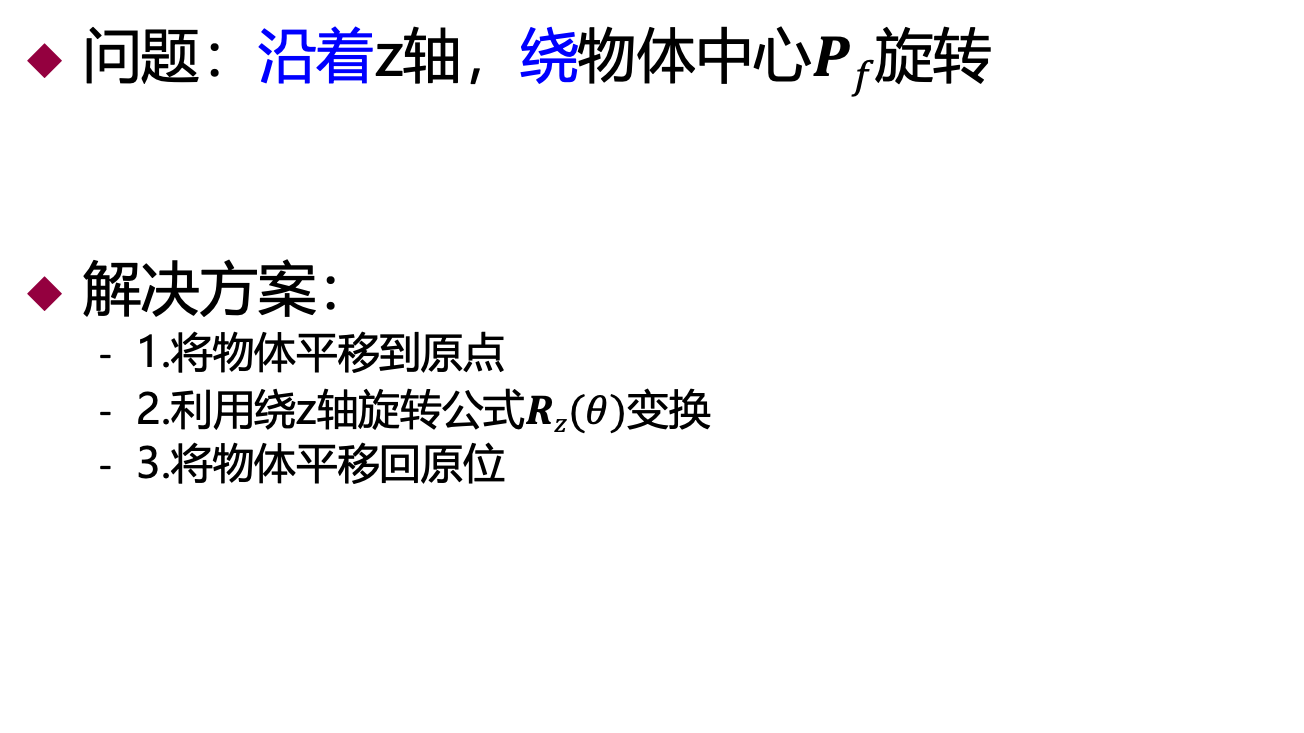 ◆ 问题：沿着z轴，绕物体中心P_f旋转
◆ 解决方案：
- 1.将物体平移到原点
- 2.利用绕z轴旋转公式R_z(θ)变换
- 3.将物体平移回原位